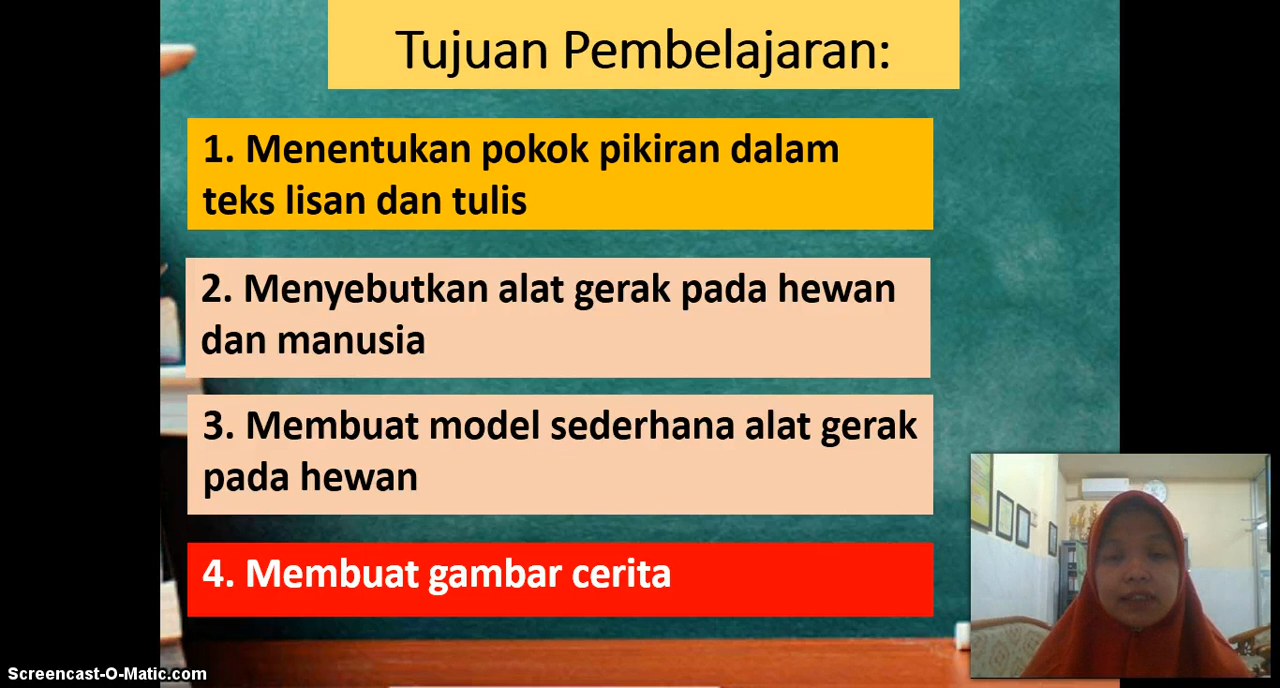 Tujuan Pembelajaran:
1. Menentukan pokok pikiran dalam
teks lisan dan tulis
2. Menyebutkan alat gerak pada hewan
dan manusia
3. Membuat model sederhana alat gerak
pada hewan
4. Membuat gambar cerita
Screencast-O-Matic.com